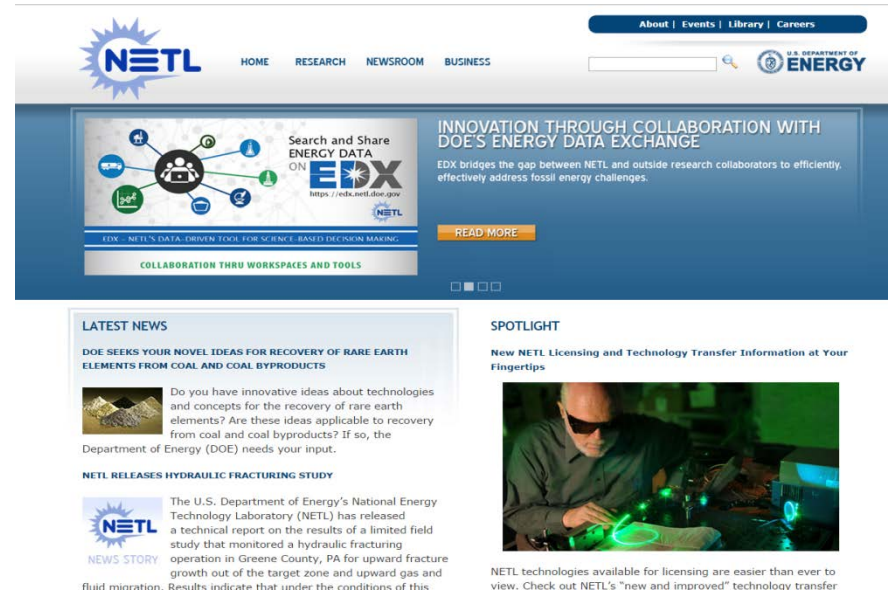 About | Events | Library | Careers
NETL
HOME RESEARCH NEWSROOM BUSINESS
U.S. DEPARTMENT OF
ENERGY
Search and Share
ENERGY DATA
ON EDX
https://edx.netl.doe.gov
NETL
EDX - NETL'S DATA-DRIVEN TOOL FOR SCIENCE-BASED DECISION MAKING
COLLABORATION THRU WORKSPACES AND TOOLS
INNOVATION THROUGH COLLABORATION WITH
DOE'S ENERGY DATA EXCHANGE
EDX bridges the gap between NETL and outside research collaborators to efficiently,
effectively address fossil energy challenges.
READ MORE
LATEST NEWS
DOE SEEKS YOUR NOVEL IDEAS FOR RECOVERY OF RARE EARTH
ELEMENTS FROM COAL AND COAL BYPRODUCTS
Do you have innovative ideas about technologies
and concepts for the recovery of rare earth
elements? Are these ideas applicable to recovery
from coal and coal byproducts? If so, the
Department of Energy (DOE) needs your input.
NETL RELEASES HYDRAULIC FRACTURING STUDY
NETL
NEWS STORY
The U.S. Department of Energy's National Energy
Technology Laboratory (NETL) has released
a technical report on the results of a limited field
study that monitored a hydraulic fracturing
operation in Greene County, PA for upward fracture
growth out of the target zone and upward gas and
fluid migration. Results indicate that under the conditions of this
SPOTLIGHT
New NETL Licensing and Technology Transfer Information at Your
Fingertips
NETL technologies available for licensing are easier than ever to
view. Check out NETL's "new and improved" technology transfer